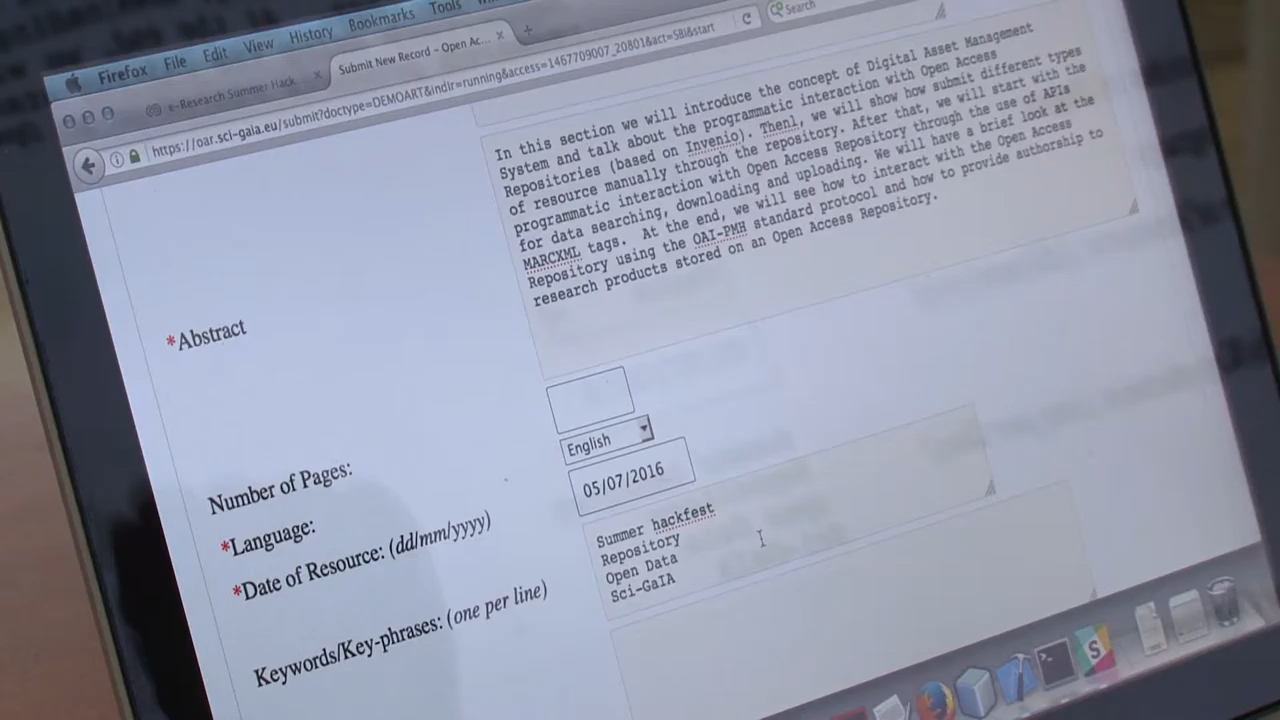 Firefox File Edit View History Bookmarks Tools
e-Research Summer Hack
Submit New Record – Open Ac...
https://oar.sci-gaia.eu/submit?doctype=DEMOART&indir=running&access=1467709007_20801&act=SBI&start
Search
In this section we will introduce the concept of Digital Asset Management
System and talk about the programmatic interaction with Open Access
Repositories (based on Invenio). Thenl, we will show how submit different types
of resource manually through the repository. After that, we will start with the
programmatic interaction with Open Access Repository through the use of APIs
for data searching, downloading and uploading. We will have a brief look at the
MARCXML tags. At the end, we will see how to interact with the Open Access
Repository using the OAI-PMH standard protocol and how to provide authorship to
research products stored on an Open Access Repository.
*Abstract
Number of Pages:
*Language:
English
*Date of Resource: (dd/mm/yyyy)
05/07/2016
Keywords/Key-phrases: (one per line)
Summer hackfest
Repository
Open Data
Sci-GaIA